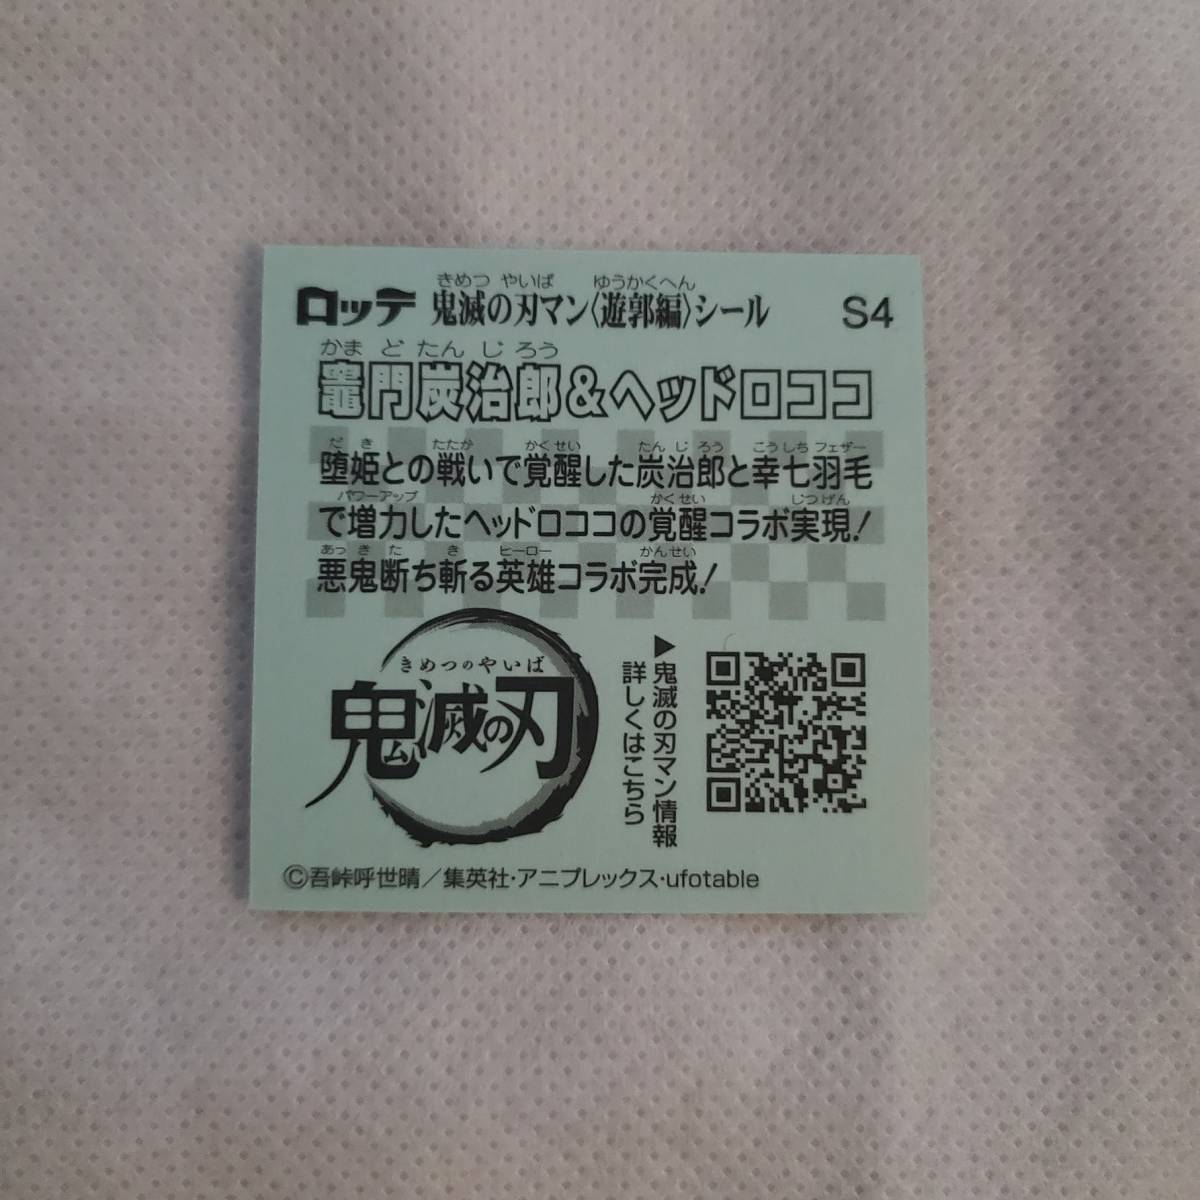 きめつ やいば ゆうかくへん
ロッテ 鬼滅の刃マン〈遊郭編〉シール S4
かま ど たん じ ろう
竈門炭治郎&ヘッドロココ
だ き たたか かくせい たん じ ろう こうしち フェザー
堕姫との戦いで覚醒した炭治郎と幸七羽毛
パワーアップ かくせい じつげん
で増力したヘッドロココの覚醒コラボ実現!
あっ き た き ヒーロー かんせい
悪鬼断ち斬る英雄コラボ完成!
きめつのやいば
鬼滅の刃
▶鬼滅の刃マン情報
詳しくはこちら
©吾峠呼世晴/集英社・アニプレックス・ufotable